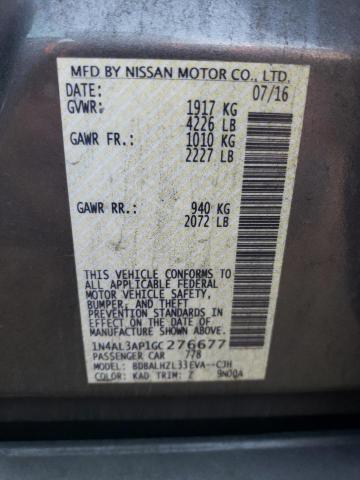 MFD BY NISSAN MOTOR CO., LTD.
DATE: 07/16
GVWR: 1917 KG
4226 LB
GAWR FR.: 1010 KG
2227 LB
GAWR RR.: 940 KG
2072 LB
THIS VEHICLE CONFORMS TO
ALL APPLICABLE FEDERAL
MOTOR VEHICLE SAFETY,
BUMPER, AND THEFT
PREVENTION STANDARDS
IN EFFECT ON THE DATE OF
MANUFACTURE SHOWN ABOVE.
1N4AL3AP1GC276677
PASSENGER CAR 778
MODEL: BDBALHZL33EVA--CJH
COLOR: KAD TRIM: Z 9N00A